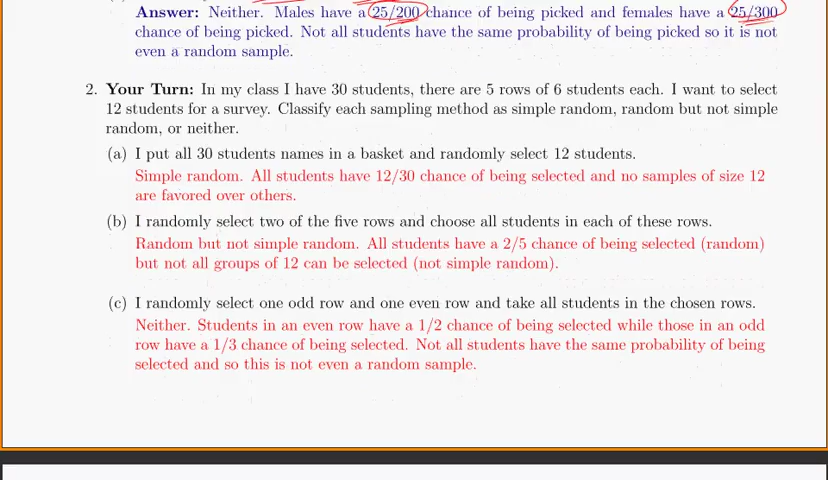 Answer: Neither. Males have a 25/200 chance of being picked and females have a 25/300
chance of being picked. Not all students have the same probability of being picked so it is not
even a random sample.
2. Your Turn: In my class I have 30 students, there are 5 rows of 6 students each. I want to select
12 students for a survey. Classify each sampling method as simple random, random but not simple
random, or neither.
(a) I put all 30 students names in a basket and randomly select 12 students.
Simple random. All students have 12/30 chance of being selected and no samples of size 12
are favored over others.
(b) I randomly select two of the five rows and choose all students in each of these rows.
Random but not simple random. All students have a 2/5 chance of being selected (random)
but not all groups of 12 can be selected (not simple random).
(c) I randomly select one odd row and one even row and take all students in the chosen rows.
Neither. Students in an even row have a 1/2 chance of being selected while those in an odd
row have a 1/3 chance of being selected. Not all students have the same probability of being
selected and so this is not even a random sample.